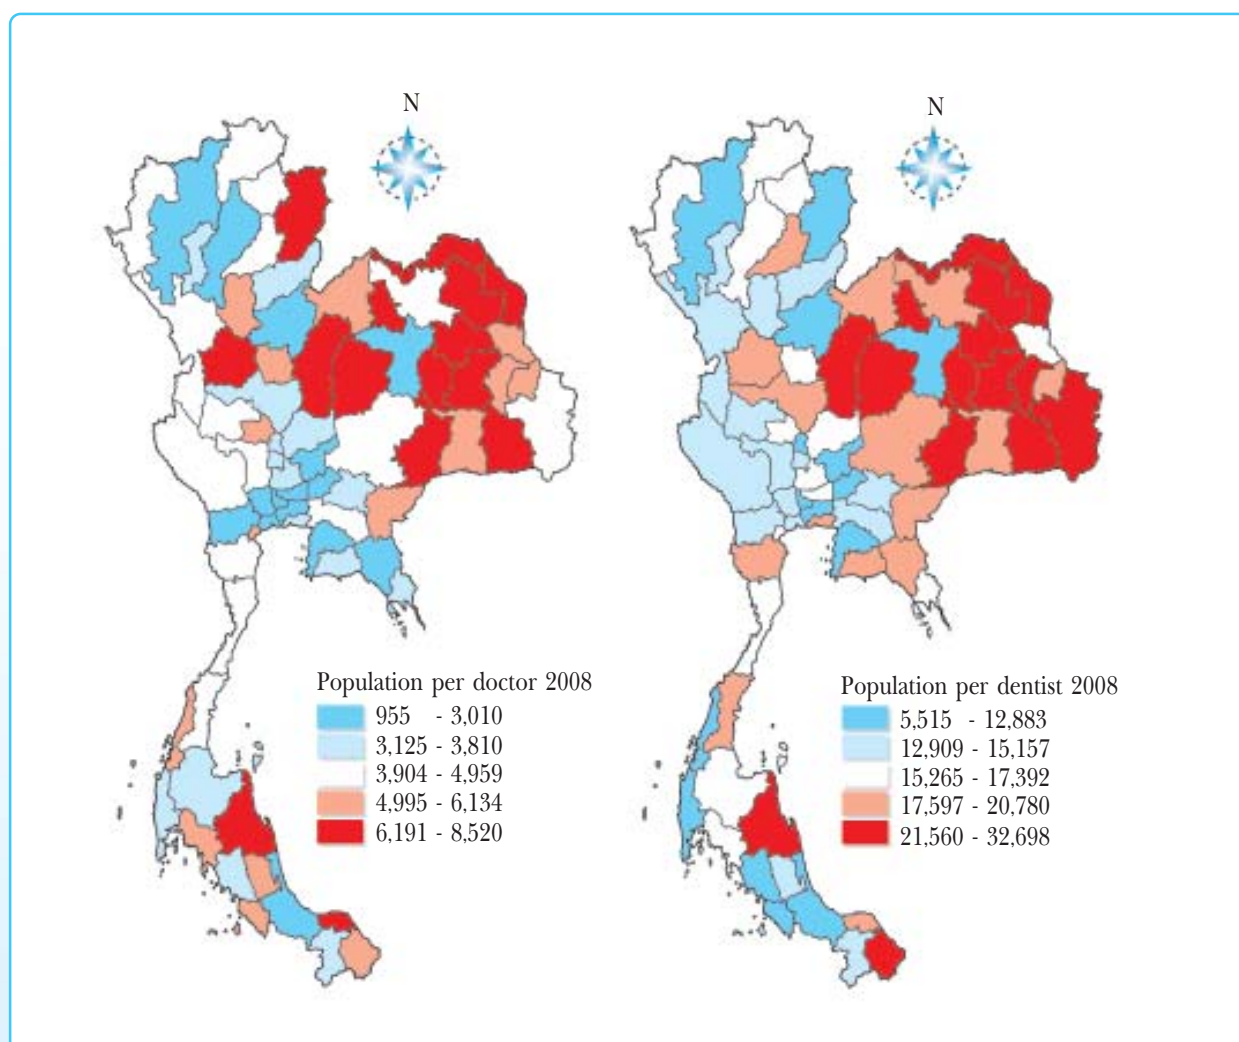 N
Population per doctor 2008
955 - 3,010
3,125 - 3,810
3,904 - 4,959
4,995 - 6,134
6,191 - 8,520
N
Population per dentist 2008
5,515 - 12,883
12,909 - 15,157
15,265 - 17,392
17,597 - 20,780
21,560 - 32,698